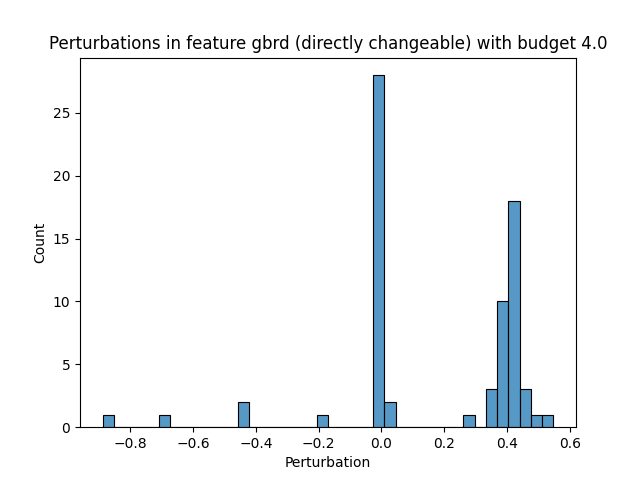 Perturbations in feature gbrd (directly changeable) with budget 4.0
25
20
15
10
5
0
Count
−0.8 −0.6 −0.4 −0.2 0.0 0.2 0.4 0.6
Perturbation